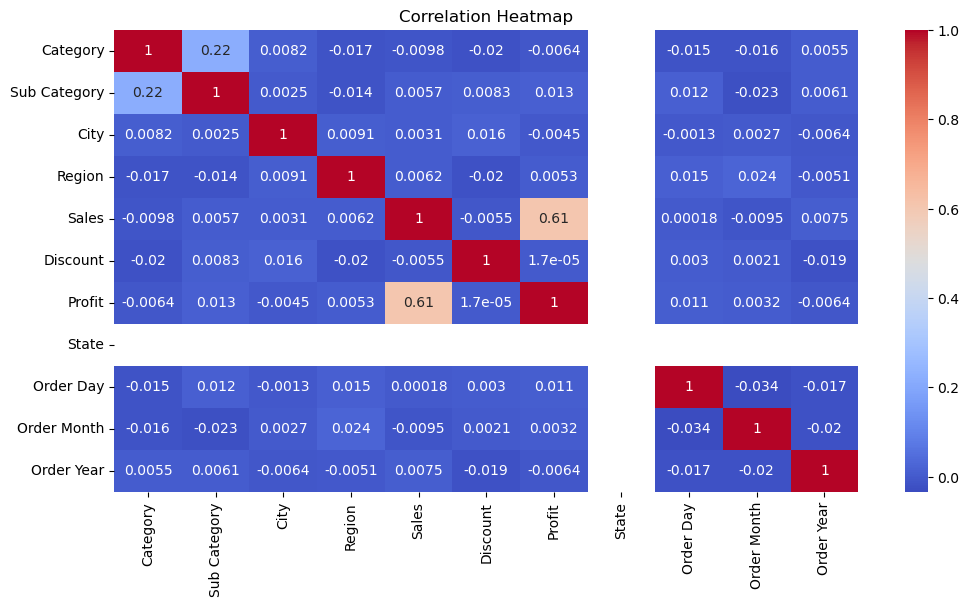 Correlation Heatmap
Category 1 0.22 0.0082 -0.017 -0.0098 -0.02 -0.0064 -0.015 -0.016 0.0055
Sub Category 0.22 1 0.0025 -0.014 0.0057 0.0083 0.013 0.012 -0.023 0.0061
City 0.0082 0.0025 1 0.0091 0.0031 0.016 -0.0045 -0.0013 0.0027 -0.0064
Region -0.017 -0.014 0.0091 1 0.0062 -0.02 0.0053 0.015 0.024 -0.0051
Sales -0.0098 0.0057 0.0031 0.0062 1 -0.0055 0.61 0.00018 -0.0095 0.0075
Discount -0.02 0.0083 0.016 -0.02 -0.0055 1 1.7e-05 0.003 0.0021 -0.019
Profit -0.0064 0.013 -0.0045 0.0053 0.61 1.7e-05 1 0.011 0.0032 -0.0064
State
Order Day -0.015 0.012 -0.0013 0.015 0.00018 0.003 0.011 1 -0.034 -0.017
Order Month -0.016 -0.023 0.0027 0.024 -0.0095 0.0021 0.0032 -0.034 1 -0.02
Order Year 0.0055 0.0061 -0.0064 -0.0051 0.0075 -0.019 -0.0064 -0.017 -0.02 1
Category Sub Category City Region Sales Discount Profit State Order Day Order Month Order Year
1.0
0.8
0.6
0.4
0.2
0.0